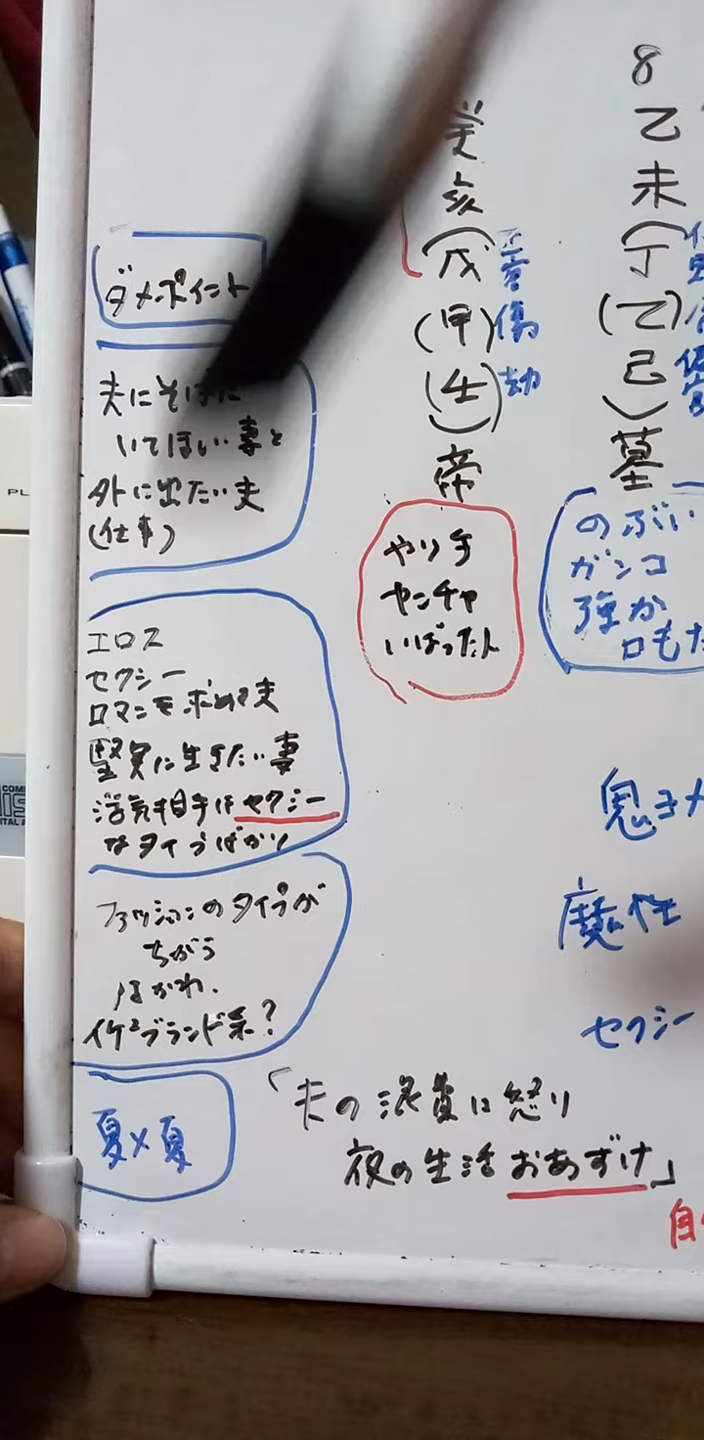 ダメポイント
夫にそばに
いてほしい妻と
外に出たい夫
(仕事)
エロス
セクシー
ロマンを求める夫
堅実に生きたい妻
浮気相手はセクシー
なタイプばかり
ファッションのタイプが
ちがう
イケイケブランド系?
夏×夏
癸
亥
(戊
(甲)傷
(壬)劫
帝
やり手
ヤンチャ
いばった人
8
乙
未
(丁
(乙)
己)
墓
のぶい
ガンコ
強か
口もた
鬼ヨメ
魔性
セクシー
「夫の浪費に怒り
夜の生活おあずけ」